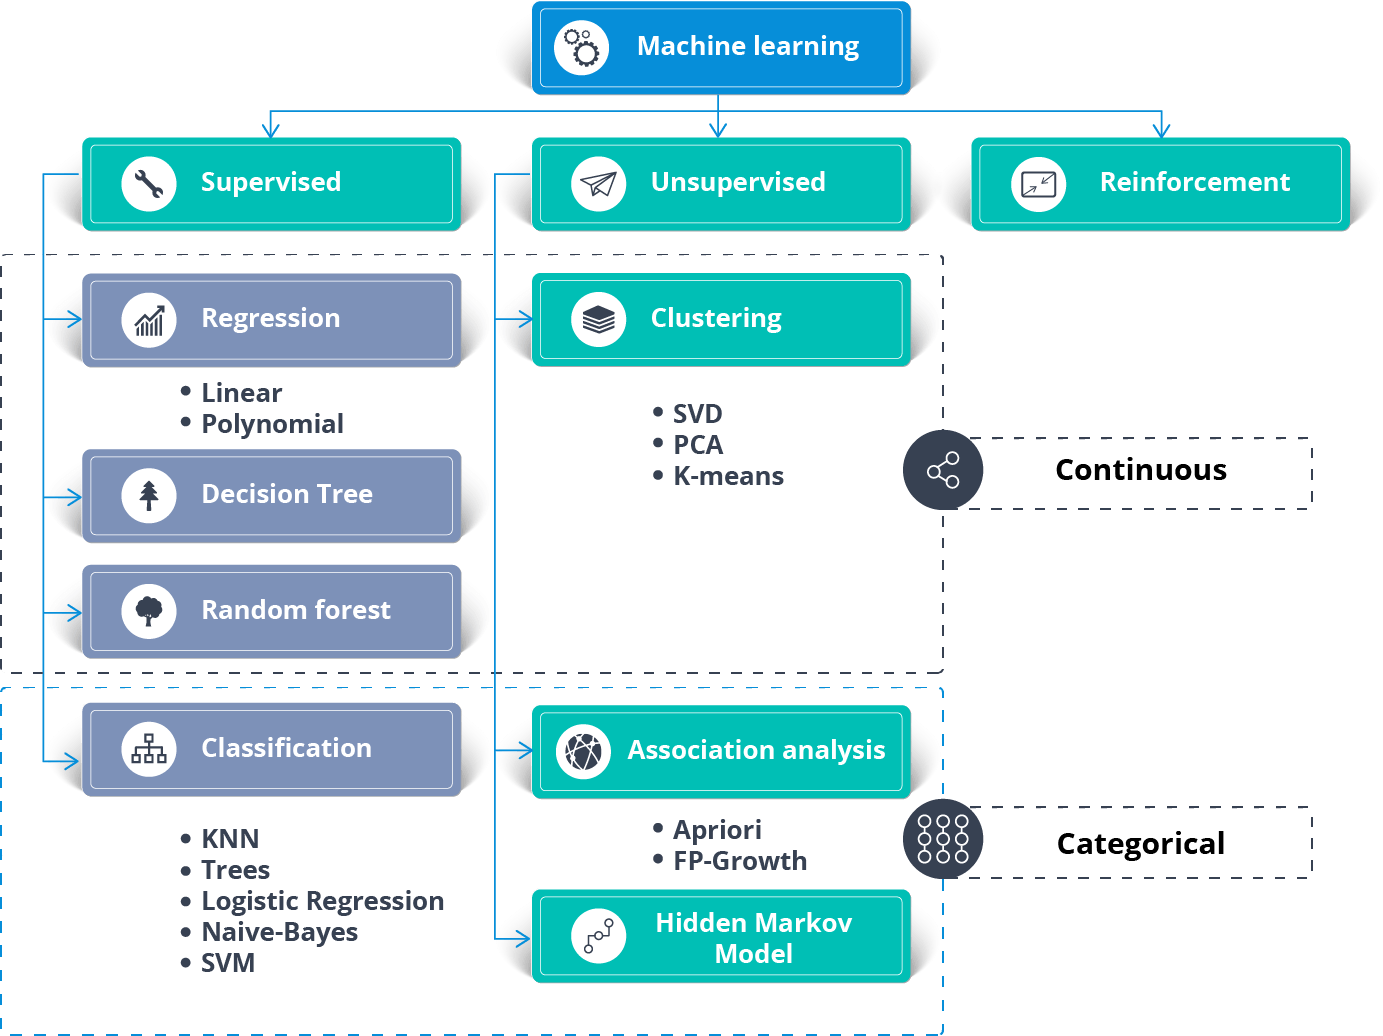 Machine learning
Supervised
Unsupervised
Reinforcement
Regression
• Linear
• Polynomial
Decision Tree
Random forest
Clustering
• SVD
• PCA
• K-means
Continuous
Classification
• KNN
• Trees
• Logistic Regression
• Naive-Bayes
• SVM
Association analysis
• Apriori
• FP-Growth
Hidden Markov
Model
Categorical